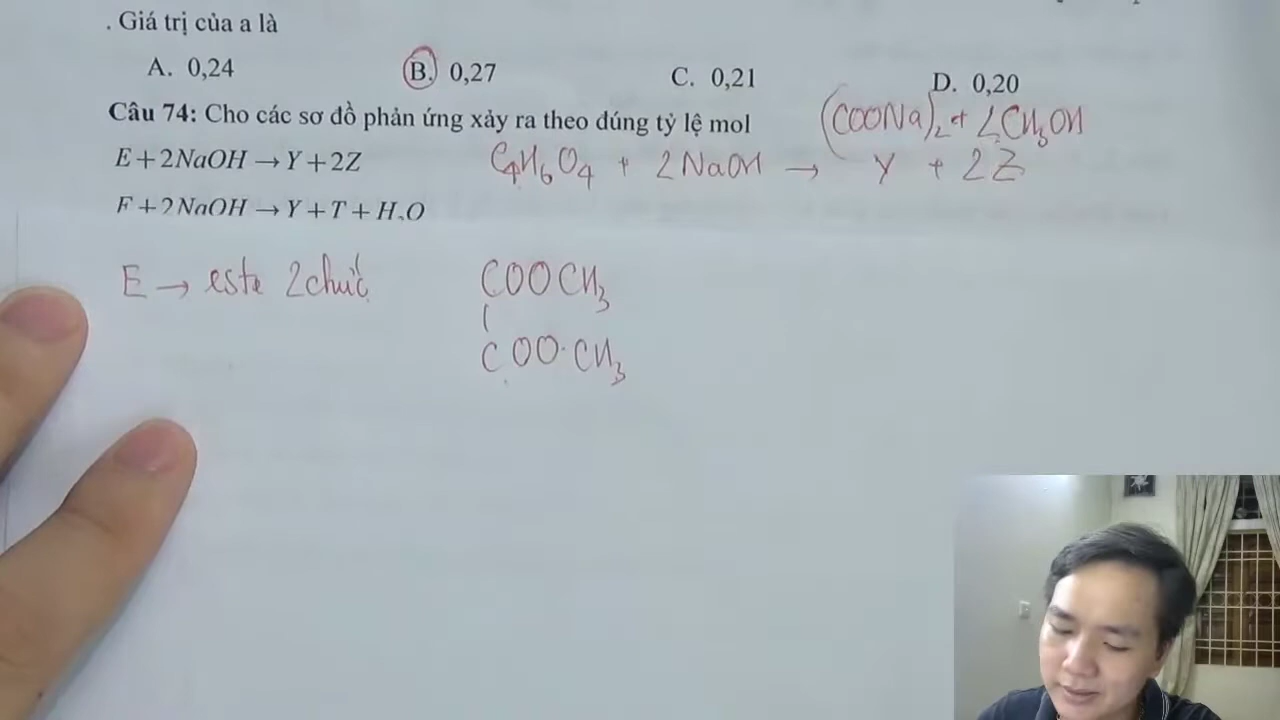 . Giá trị của a là
A. 0,24 B. 0,27 C. 0,21 D. 0,20
Câu 74: Cho các sơ đồ phản ứng xảy ra theo đúng tỷ lệ mol
(COONa)₂ + 2CH₃OH
E + 2NaOH → Y + 2Z
C₄H₆O₄ + 2NaOH → Y + 2Z
F + 2NaOH → Y + T + H₂O
E → este 2 chức
COOCH₃
COO·CH₃